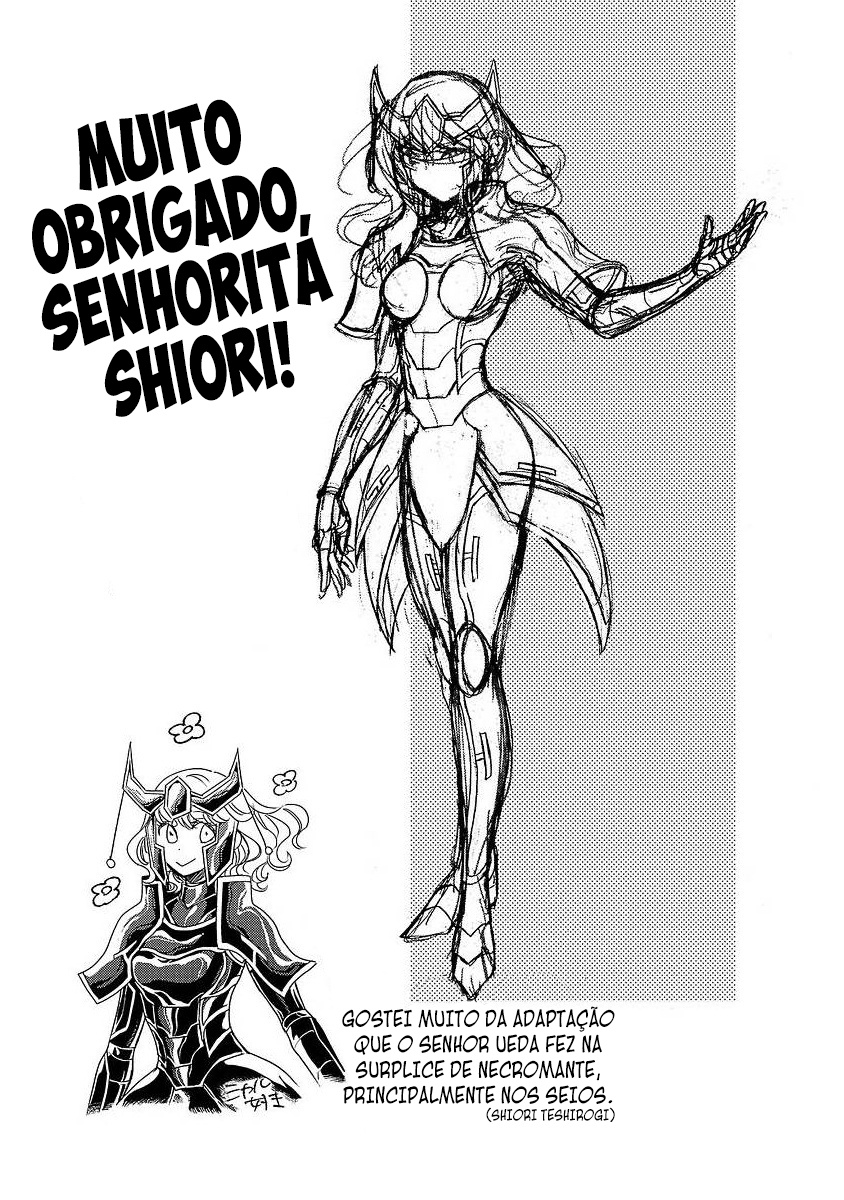 MUITO
OBRIGADO,
SENHORITA
SHIORI!
GOSTEI MUITO DA ADAPTAÇÃO
QUE O SENHOR UEDA FEZ NA
SURPLICE DE NECROMANTE,
PRINCIPALMENTE NOS SEIOS.
(SHIORI TESHIROGI)